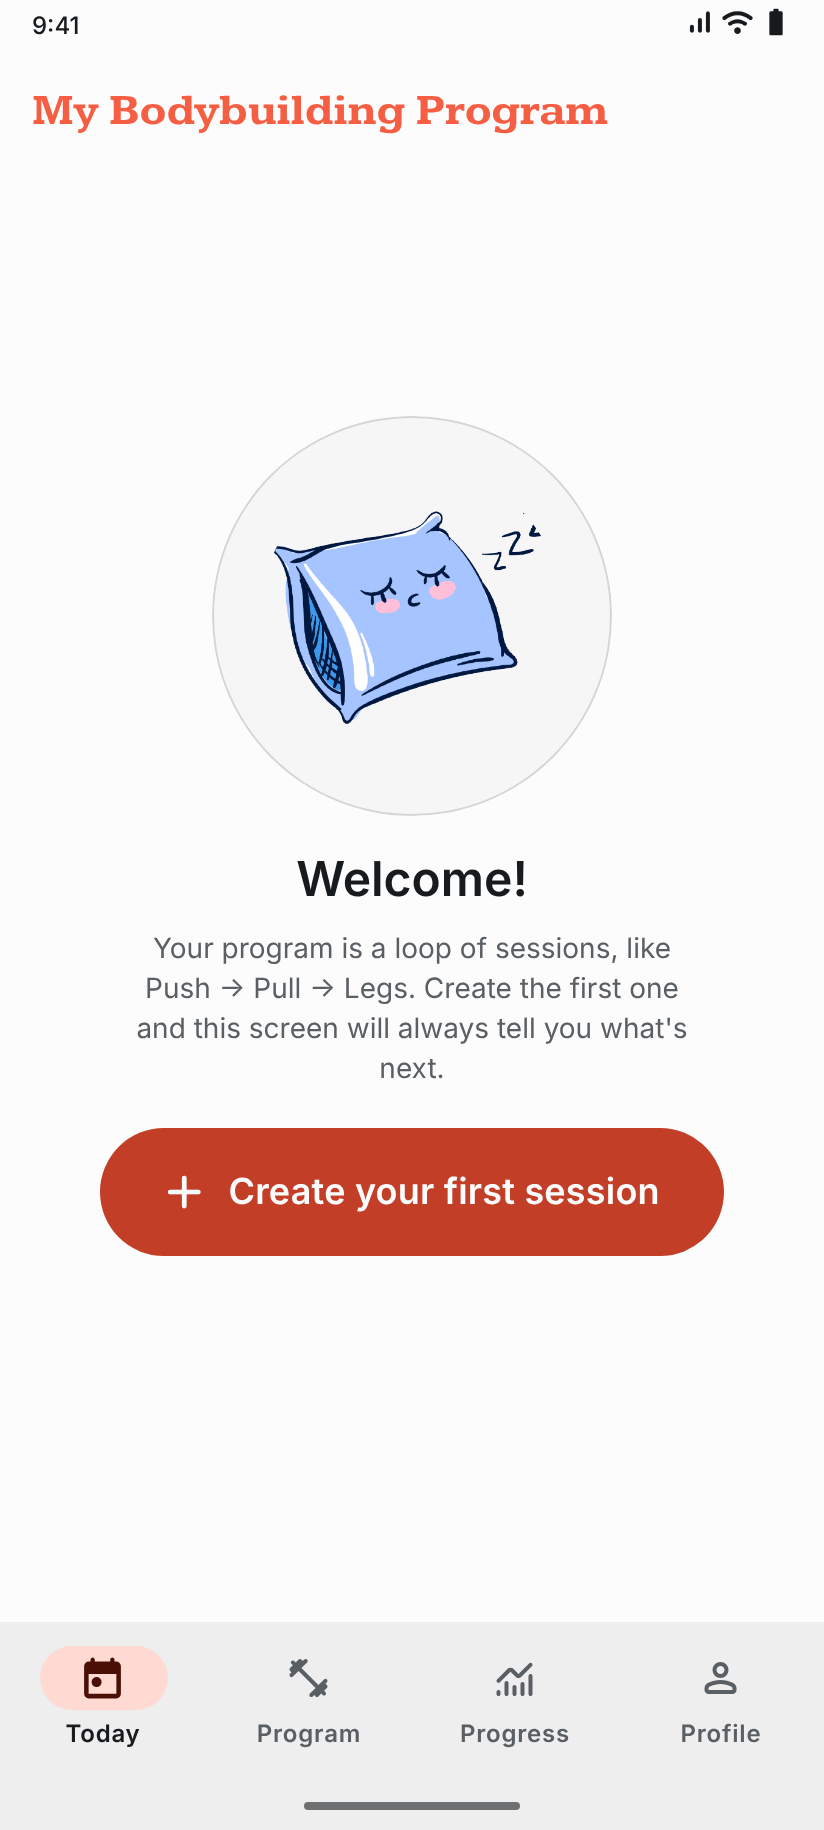 9:41
My Bodybuilding Program
zzz
Welcome!
Your program is a loop of sessions, like
Push → Pull → Legs. Create the first one
and this screen will always tell you what's
next.
+ Create your first session
Today Program Progress Profile